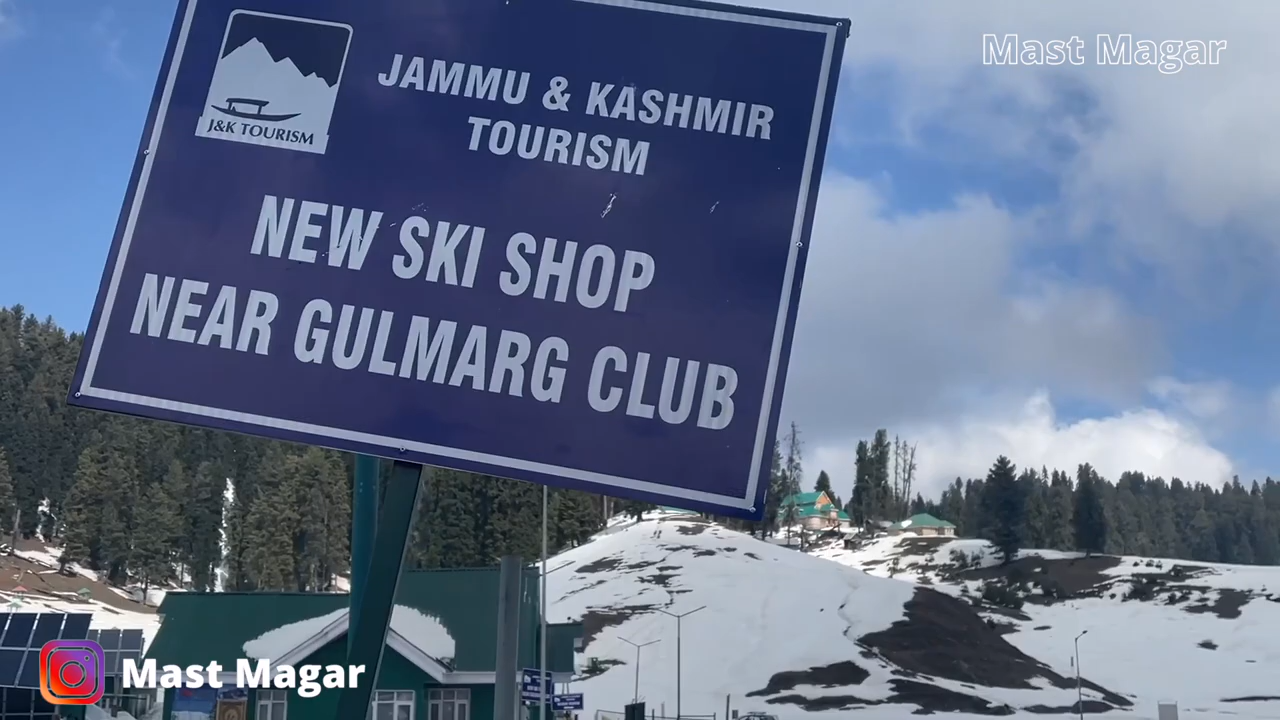 Mast Magar
J&K TOURISM
JAMMU & KASHMIR
TOURISM
NEW SKI SHOP
NEAR GULMARG CLUB
Mast Magar